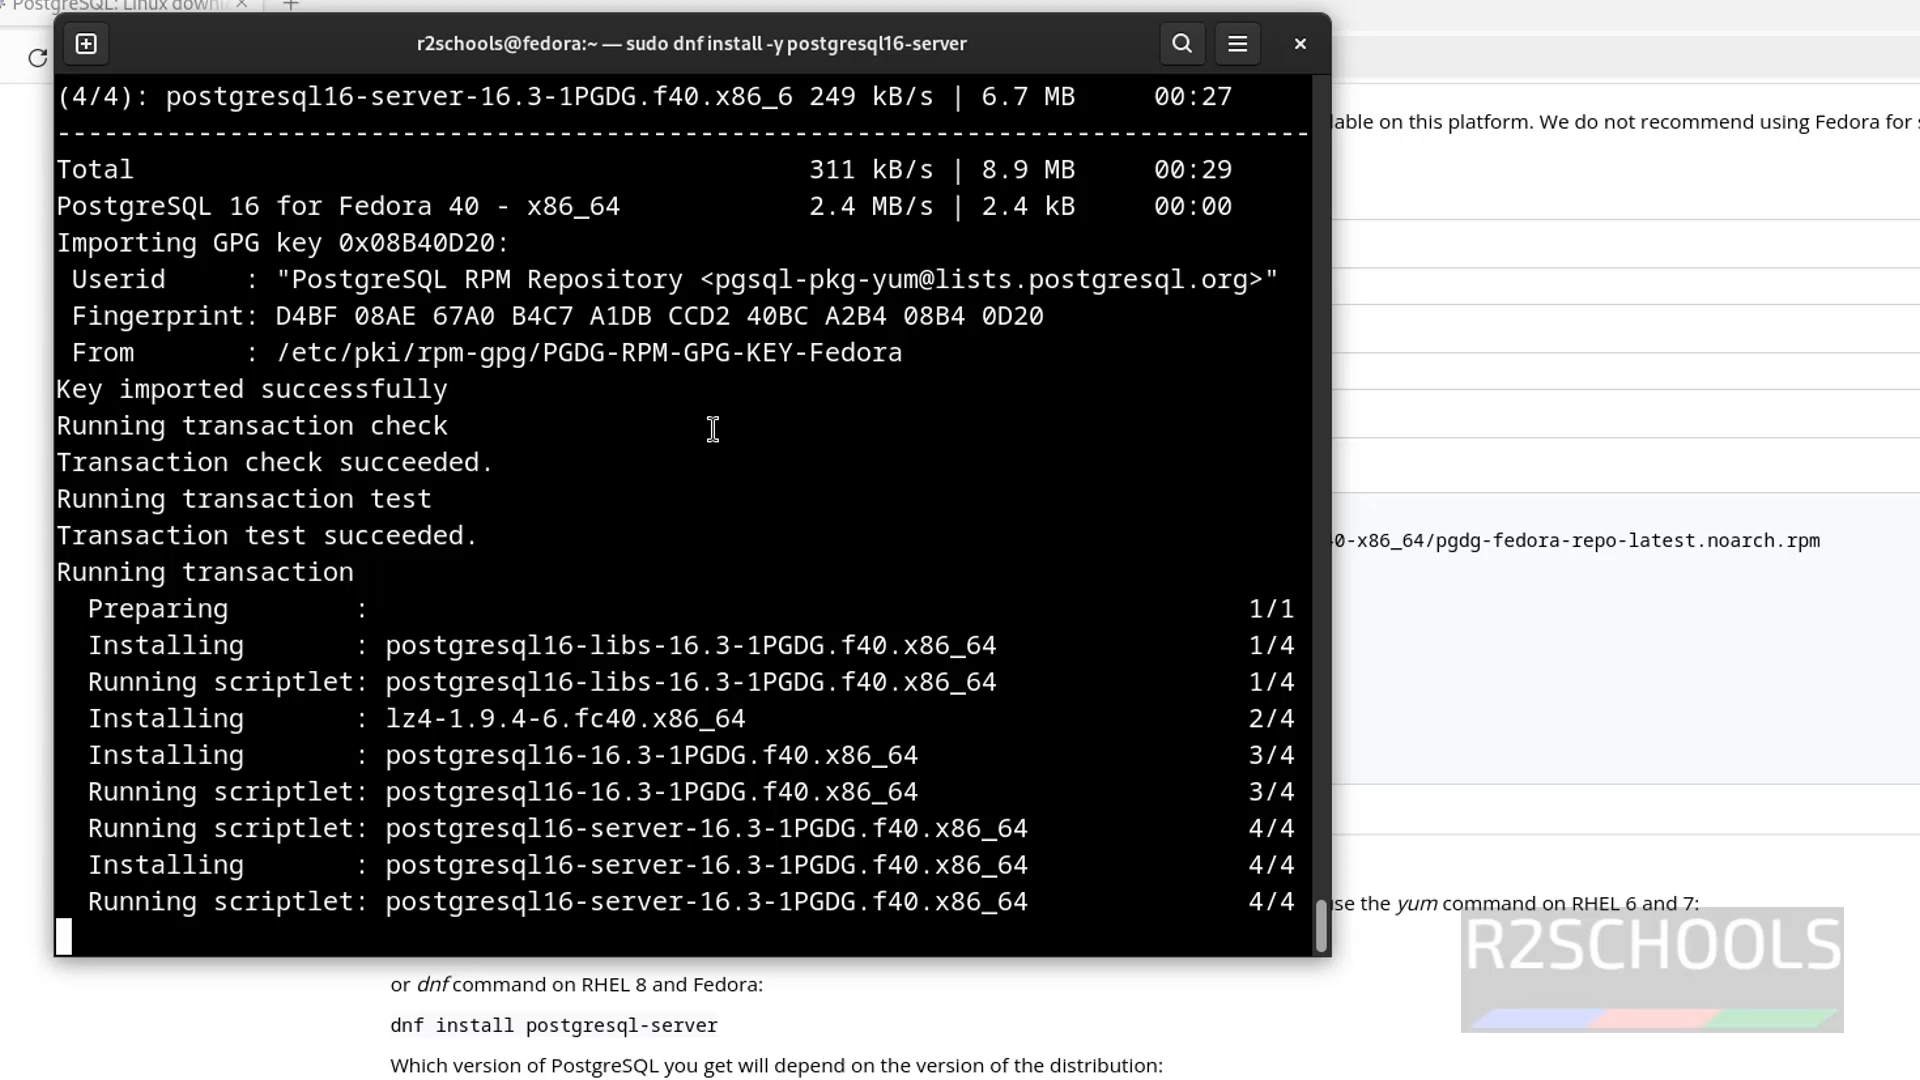 PostgreSQL: Linux downl
r2schools@fedora:~ — sudo dnf install -y postgresql16-server
(4/4): postgresql16-server-16.3-1PGDG.f40.x86_6 249 kB/s | 6.7 MB     00:27
--------------------------------------------------------------------------------
Total                                           311 kB/s | 8.9 MB     00:29
PostgreSQL 16 for Fedora 40 - x86_64            2.4 MB/s | 2.4 kB     00:00
Importing GPG key 0x08B40D20:
 Userid     : "PostgreSQL RPM Repository <pgsql-pkg-yum@lists.postgresql.org>"
 Fingerprint: D4BF 08AE 67A0 B4C7 A1DB CCD2 40BC A2B4 08B4 0D20
 From       : /etc/pki/rpm-gpg/PGDG-RPM-GPG-KEY-Fedora
Key imported successfully
Running transaction check
Transaction check succeeded.
Running transaction test
Transaction test succeeded.
Running transaction
  Preparing        :                                                        1/1
  Installing       : postgresql16-libs-16.3-1PGDG.f40.x86_64                1/4
  Running scriptlet: postgresql16-libs-16.3-1PGDG.f40.x86_64                1/4
  Installing       : lz4-1.9.4-6.fc40.x86_64                                2/4
  Installing       : postgresql16-16.3-1PGDG.f40.x86_64                     3/4
  Running scriptlet: postgresql16-16.3-1PGDG.f40.x86_64                     3/4
  Running scriptlet: postgresql16-server-16.3-1PGDG.f40.x86_64              4/4
  Installing       : postgresql16-server-16.3-1PGDG.f40.x86_64              4/4
  Running scriptlet: postgresql16-server-16.3-1PGDG.f40.x86_64              4/4
lable on this platform. We do not recommend using Fedora for
0-x86_64/pgdg-fedora-repo-latest.noarch.rpm
use the yum command on RHEL 6 and 7:
R2SCHOOLS
or dnf command on RHEL 8 and Fedora:
dnf install postgresql-server
Which version of PostgreSQL you get will depend on the version of the distribution: